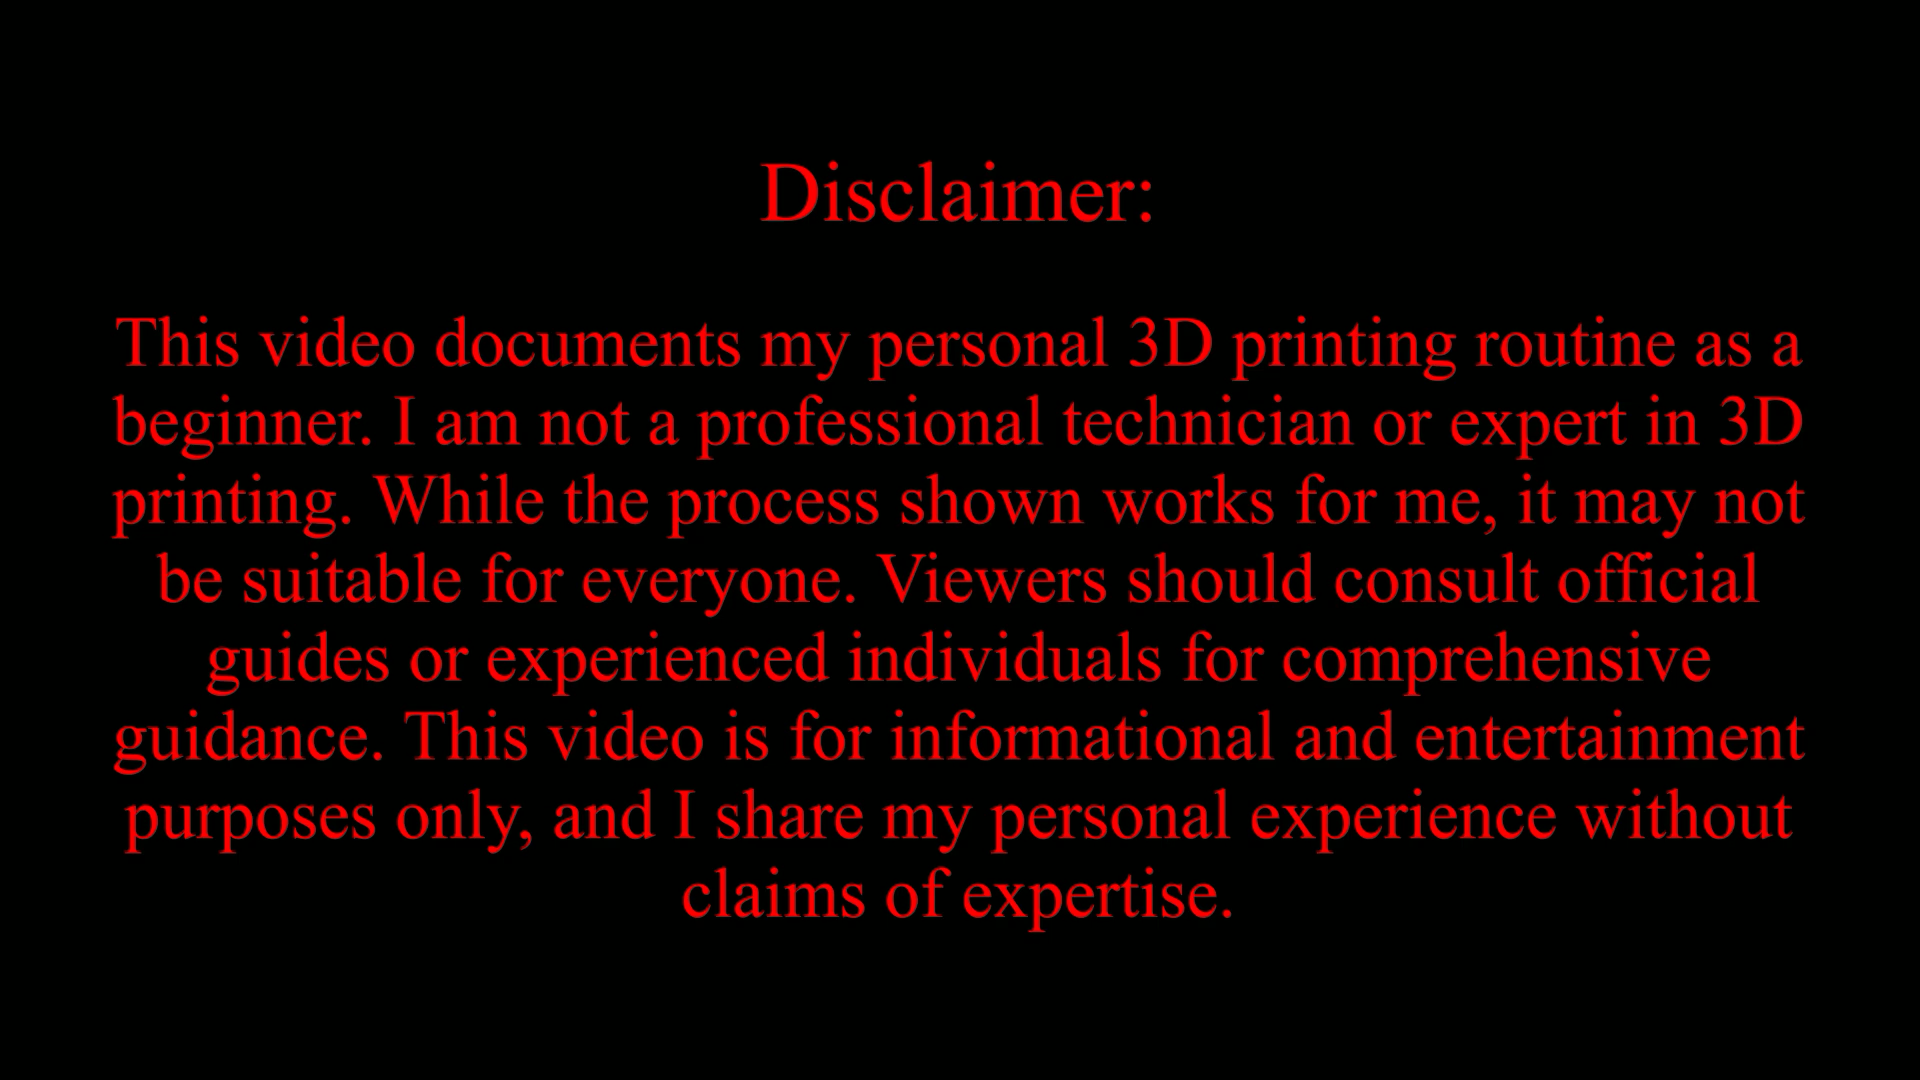 Disclaimer:
This video documents my personal 3D printing routine as a
beginner. I am not a professional technician or expert in 3D
printing. While the process shown works for me, it may not
be suitable for everyone. Viewers should consult official
guides or experienced individuals for comprehensive
guidance. This video is for informational and entertainment
purposes only, and I share my personal experience without
claims of expertise.